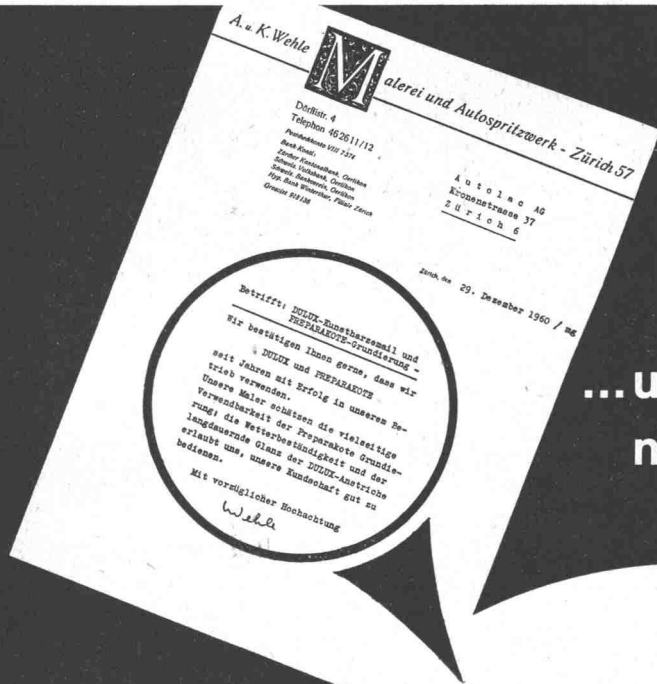 A. u. K. Wehle Malerei und Autospritzwerk - Zürich 57
Dörflistr. 4
Telephon 46 26 11/12
Postcheckkonto VIII 7374
Bank-Konti:
Zürcher Kantonalbank, Oerlikon
Schweiz. Volksbank, Oerlikon
Schweiz. Bankverein, Oerlikon
Hyp. Bank Winterthur, Filiale Zürich
Autolac AG
Kronenstrasse 37
Zürich 6
Zürich, den 29. Dezember 1960 / mg
Betrifft: DULUX-Kunstharzemail und
PREPARAKOTE-Grundierung -
Wir bestätigen Ihnen gerne, dass wir
DULUX und PREPARAKOTE
seit Jahren mit Erfolg in unseren Be-
trieb verwenden.
Unsere Maler schätzen die vielseitige
Verwendbarkeit der Preparakote Grundie-
rung; die Wetterbeständigkeit und der
langdauernde Glanz der DULUX-Anstriche
erlaubt uns, unsere Kundschaft gut zu
bedienen.
Mit vorzüglicher Hochachtung
Wehle
...u
n